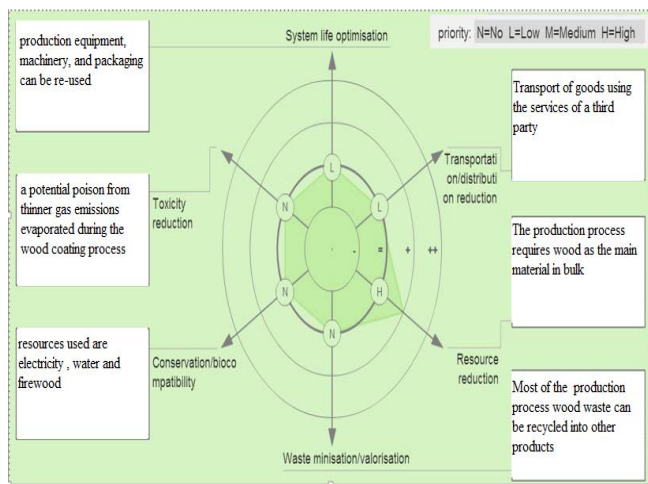 priority: N=No L=Low M=Medium H=High
System life optimisation
production equipment,
machinery, and packaging
can be re-used
Transport of goods using
the services of a third
party
Transportati
on/distributi
on reduction
Toxicity
reduction
a potential poison from
thinner gas emissions
evaporated during the
wood coating process
L
N
L
- = + ++
The production process
requires wood as the main
material in bulk
N
H
N
resources used are
electricity , water and
firewood
Conservation/bioco
mpatibility
Resource
reduction
Most of the production
process wood waste can
be recycled into other
products
Waste minisation/valorisation